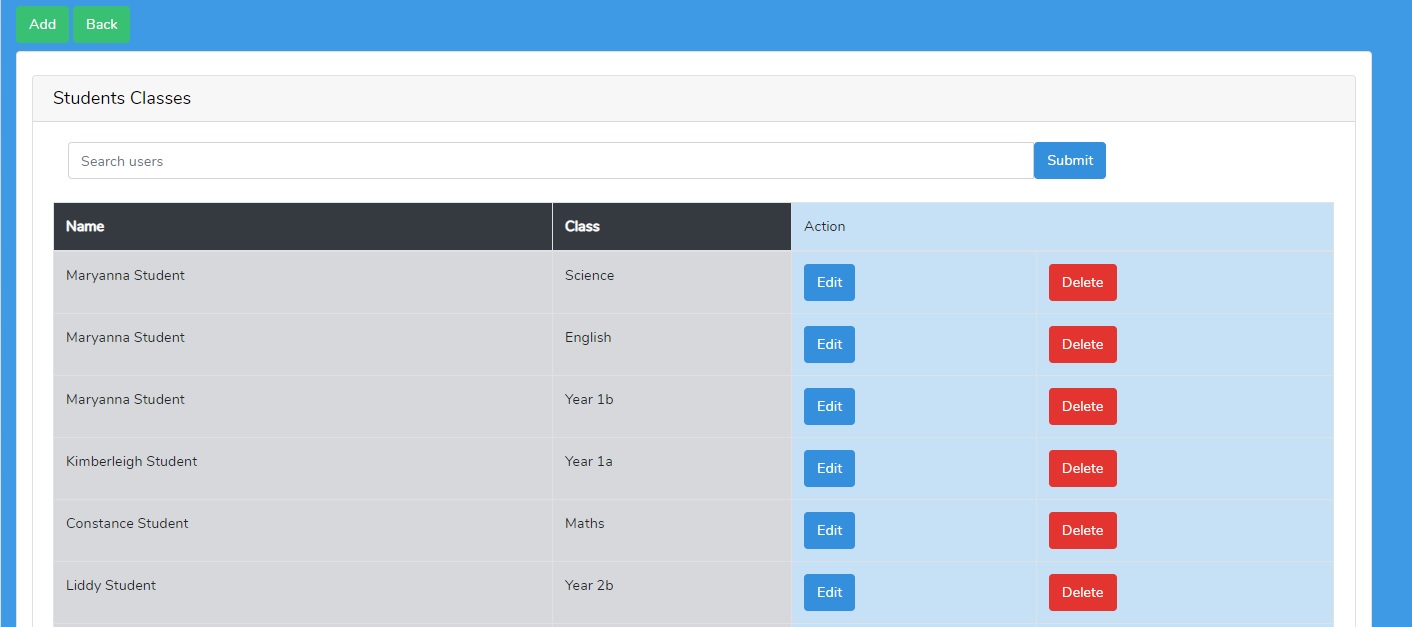 Add Back
Students Classes
Search users Submit
Name Class Action
Maryanna Student Science Edit Delete
Maryanna Student English Edit Delete
Maryanna Student Year 1b Edit Delete
Kimberleigh Student Year 1a Edit Delete
Constance Student Maths Edit Delete
Liddy Student Year 2b Edit Delete